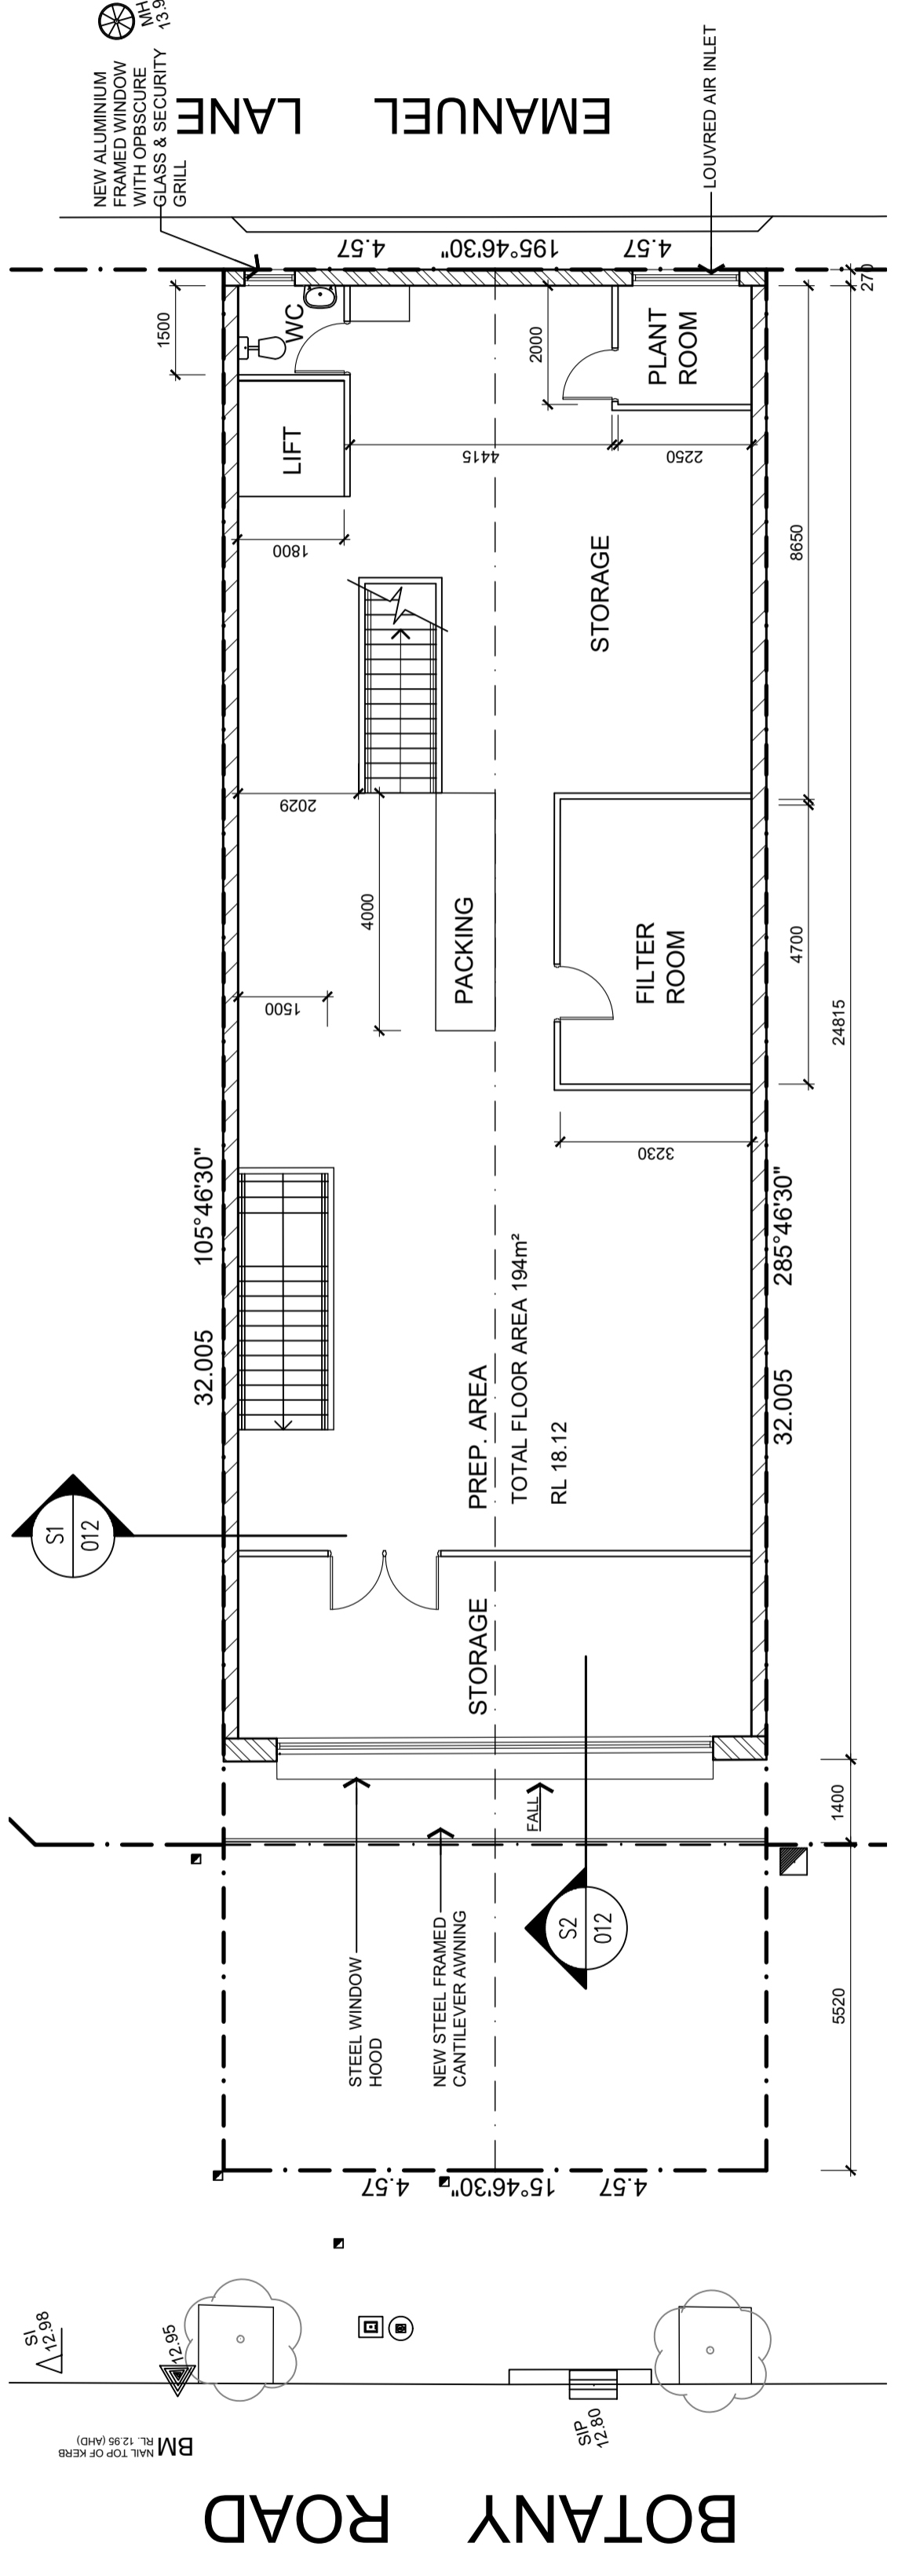 NEW ALUMINIUM
FRAMED WINDOW
WITH OPBSCURE
GLASS & SECURITY
GRILL
MH
EMANUEL LANE
LOUVRED AIR INLET
4.57
195°46'30"
4.57
270
1500
WC
2000
PLANT
ROOM
LIFT
4415
2250
1800
8650
STORAGE
2029
4000
PACKING
1500
FILTER
ROOM
4700
24815
3230
32.005
105°46'30"
32.005
285°46'30"
PREP. AREA
TOTAL FLOOR AREA 194m²
RL 18.12
S1
012
STORAGE
FALL
1400
S2
012
STEEL WINDOW
HOOD
NEW STEEL FRAMED
CANTILEVER AWNING
5520
4.57
15°46'30"
4.57
SI
12.98
12.95
SIP
12.80
BM
NAIL TOP OF KERB
RL. 12.95 (AHD)
BOTANY ROAD